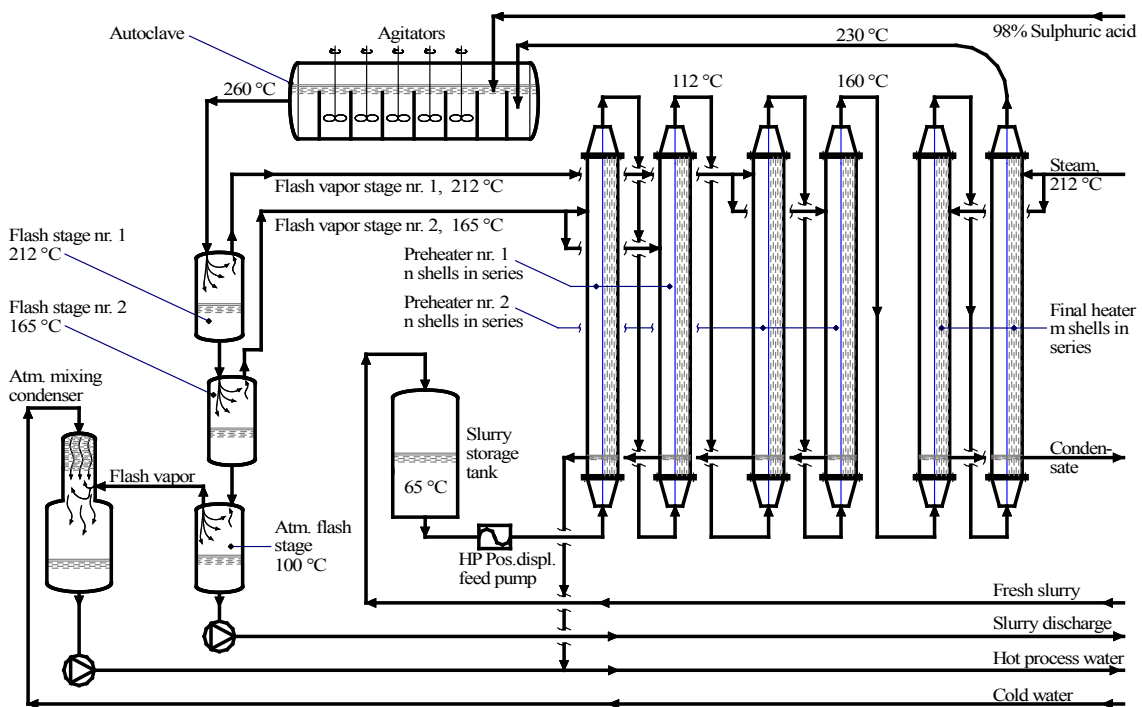 Autoclave
Agitators
98% Sulphuric acid
230 °C
260 °C
112 °C
160 °C
Steam,
212 °C
Flash vapor stage nr. 1, 212 °C
Flash vapor stage nr. 2, 165 °C
Flash stage nr. 1
212 °C
Flash stage nr. 2
165 °C
Atm. mixing
condenser
Preheater nr. 1
n shells in series
Preheater nr. 2
n shells in series
Final heater
m shells in
series
Slurry
storage
tank
65 °C
Flash vapor
Atm. flash
stage
100 °C
HP Pos.displ.
feed pump
Conden-
sate
Fresh slurry
Slurry discharge
Hot process water
Cold water